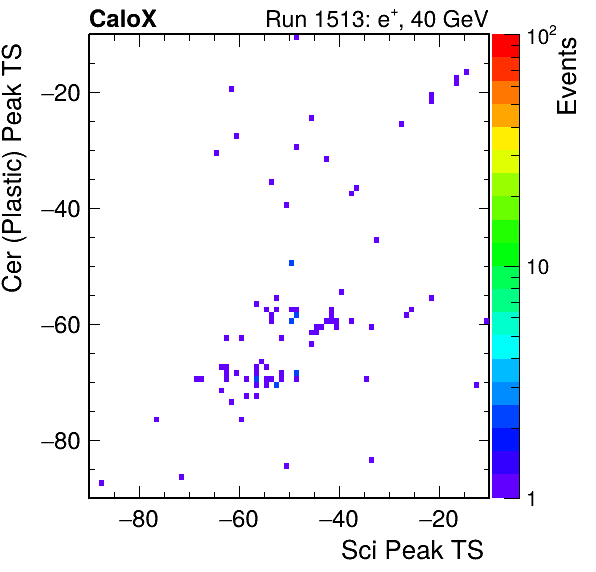 CaloX Run 1513: e⁺, 40 GeV
Cer (Plastic) Peak TS
−20
−40
−60
−80
−80 −60 −40 −20
Sci Peak TS
10²
10
1
Events